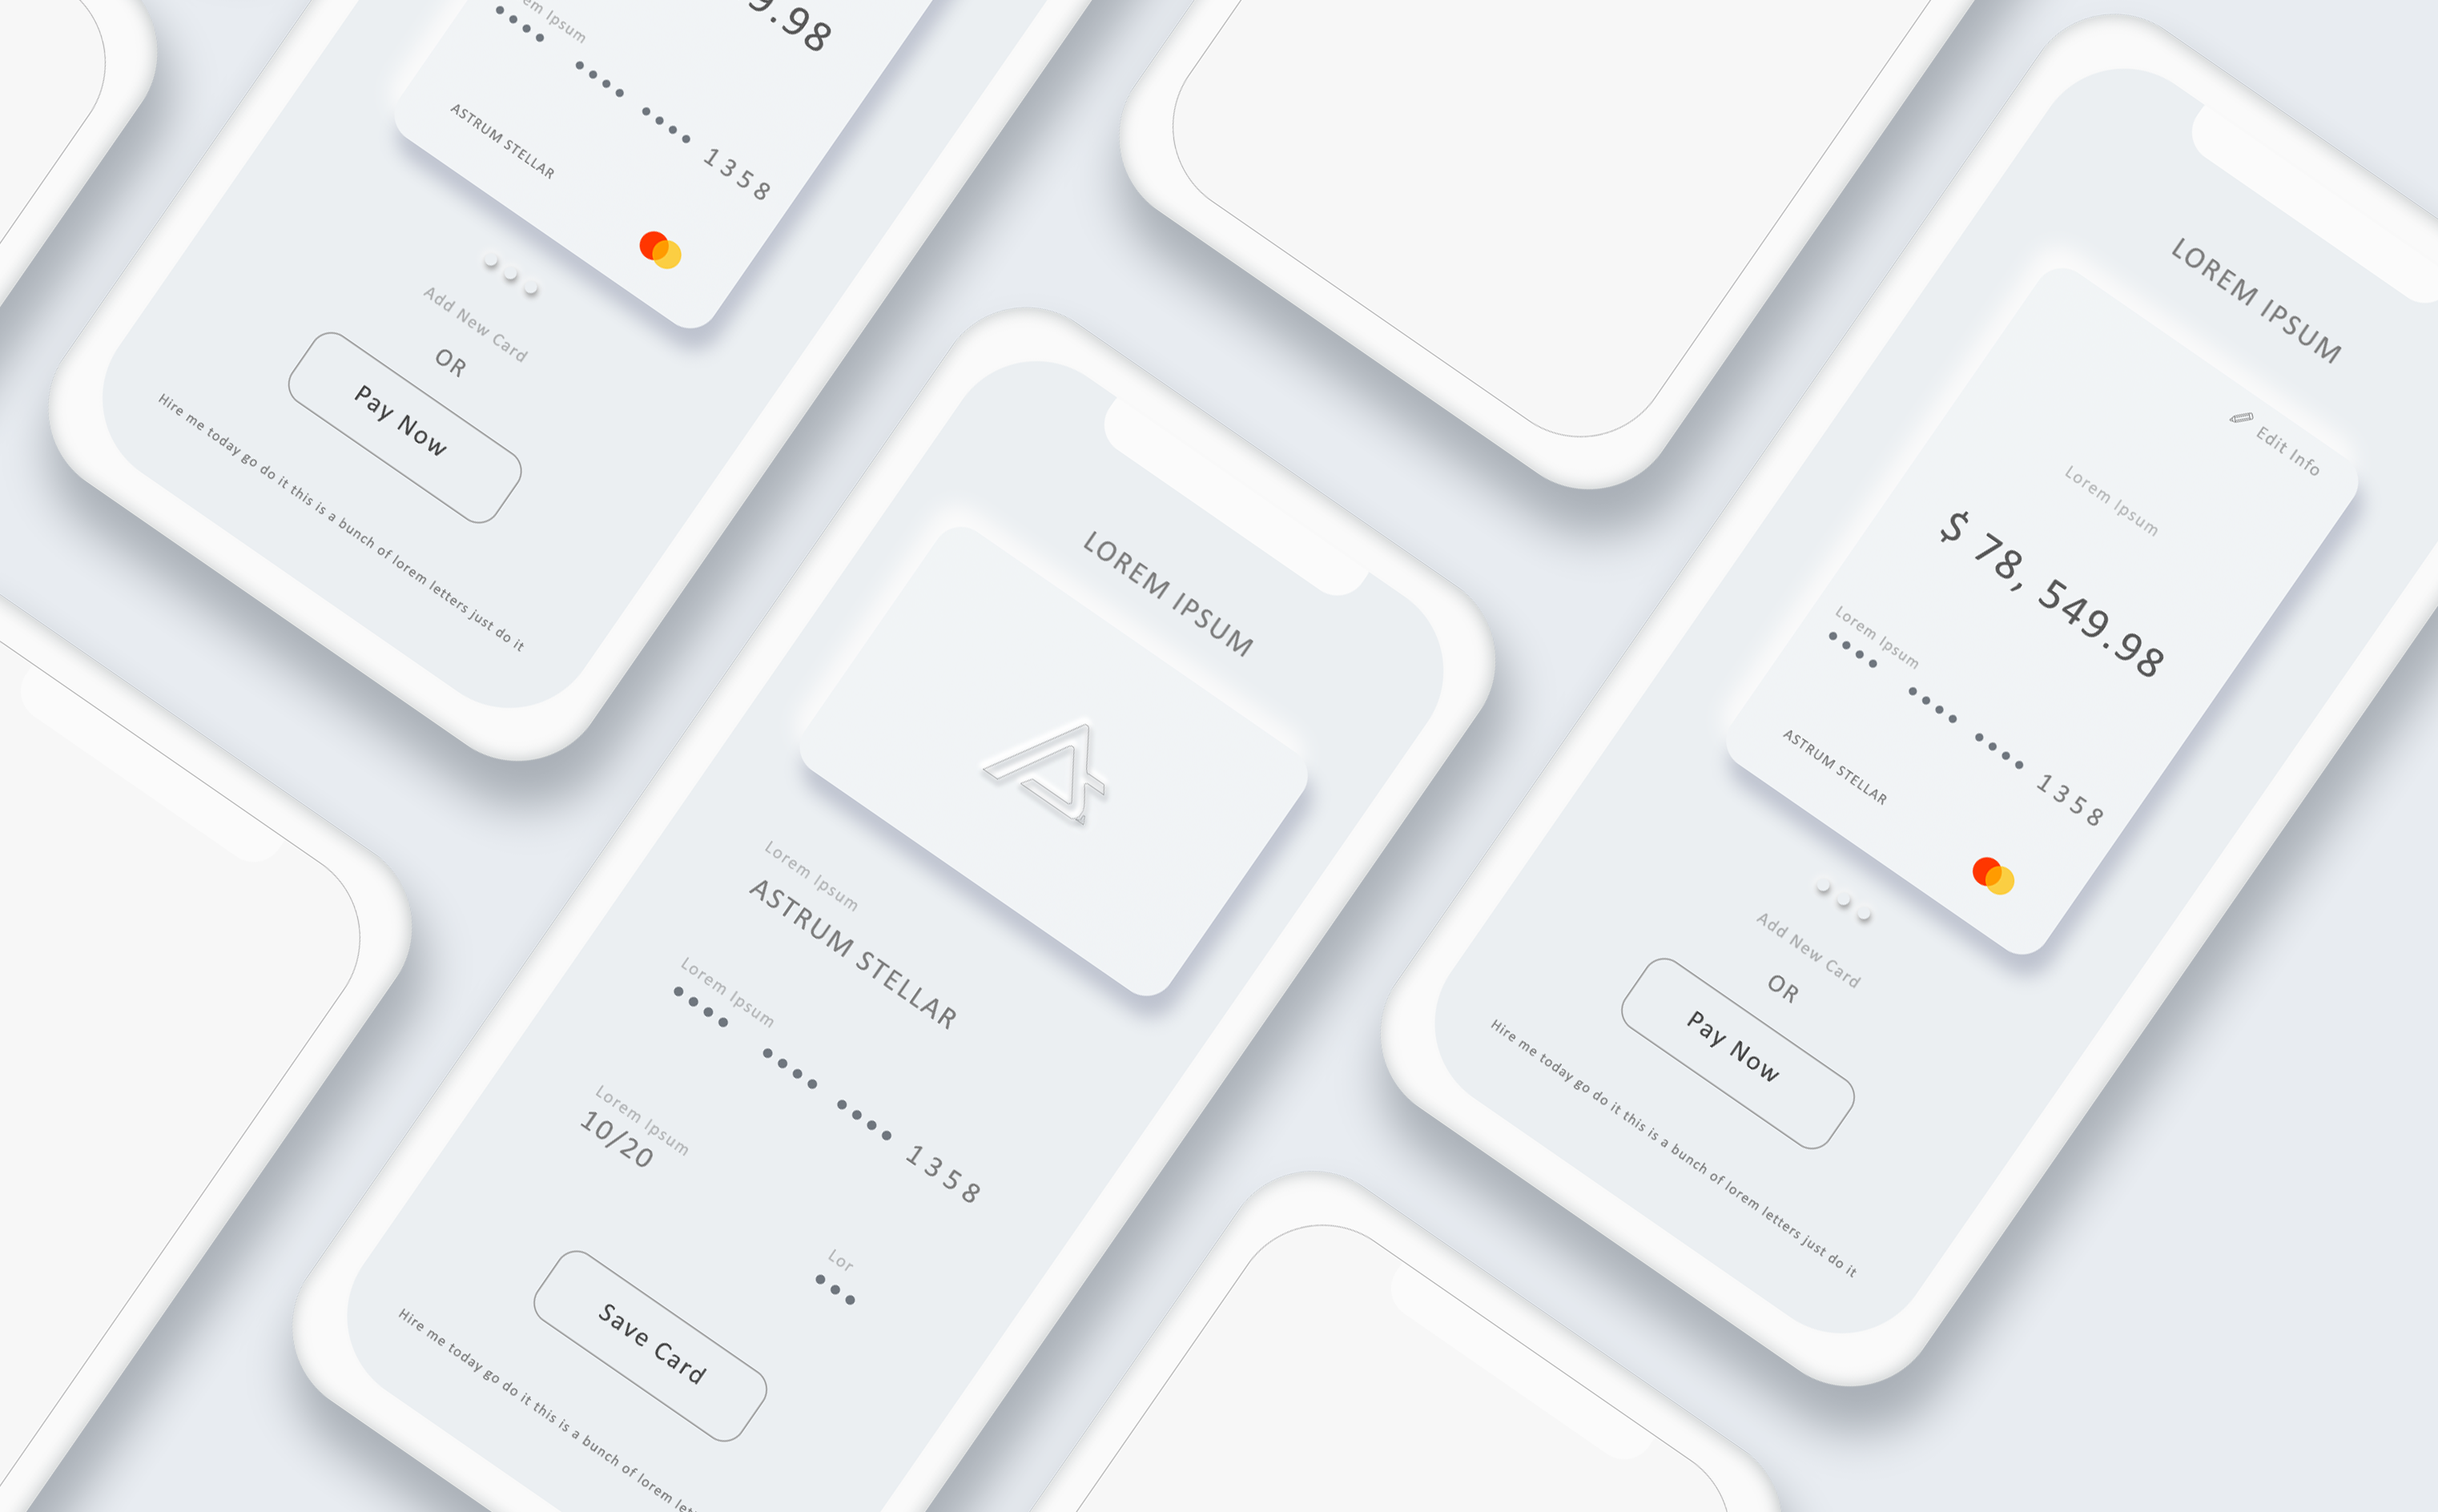 9.98
em Ipsum
•••• •••• •••• 1358
ASTRUM STELLAR
Add New Card
OR
Pay Now
Hire me today go do it this is a bunch of lorem letters just do it
LOREM IPSUM
Lorem Ipsum
ASTRUM STELLAR
Lorem Ipsum
•••• •••• •••• 1358
Lorem Ipsum
10/20
Lor
•••
Save Card
Hire me today go do it this is a bunch of lorem let
LOREM IPSUM
Edit Info
Lorem Ipsum
$ 78, 549.98
Lorem Ipsum
•••• •••• •••• 1358
ASTRUM STELLAR
Add New Card
OR
Pay Now
Hire me today go do it this is a bunch of lorem letters just do it